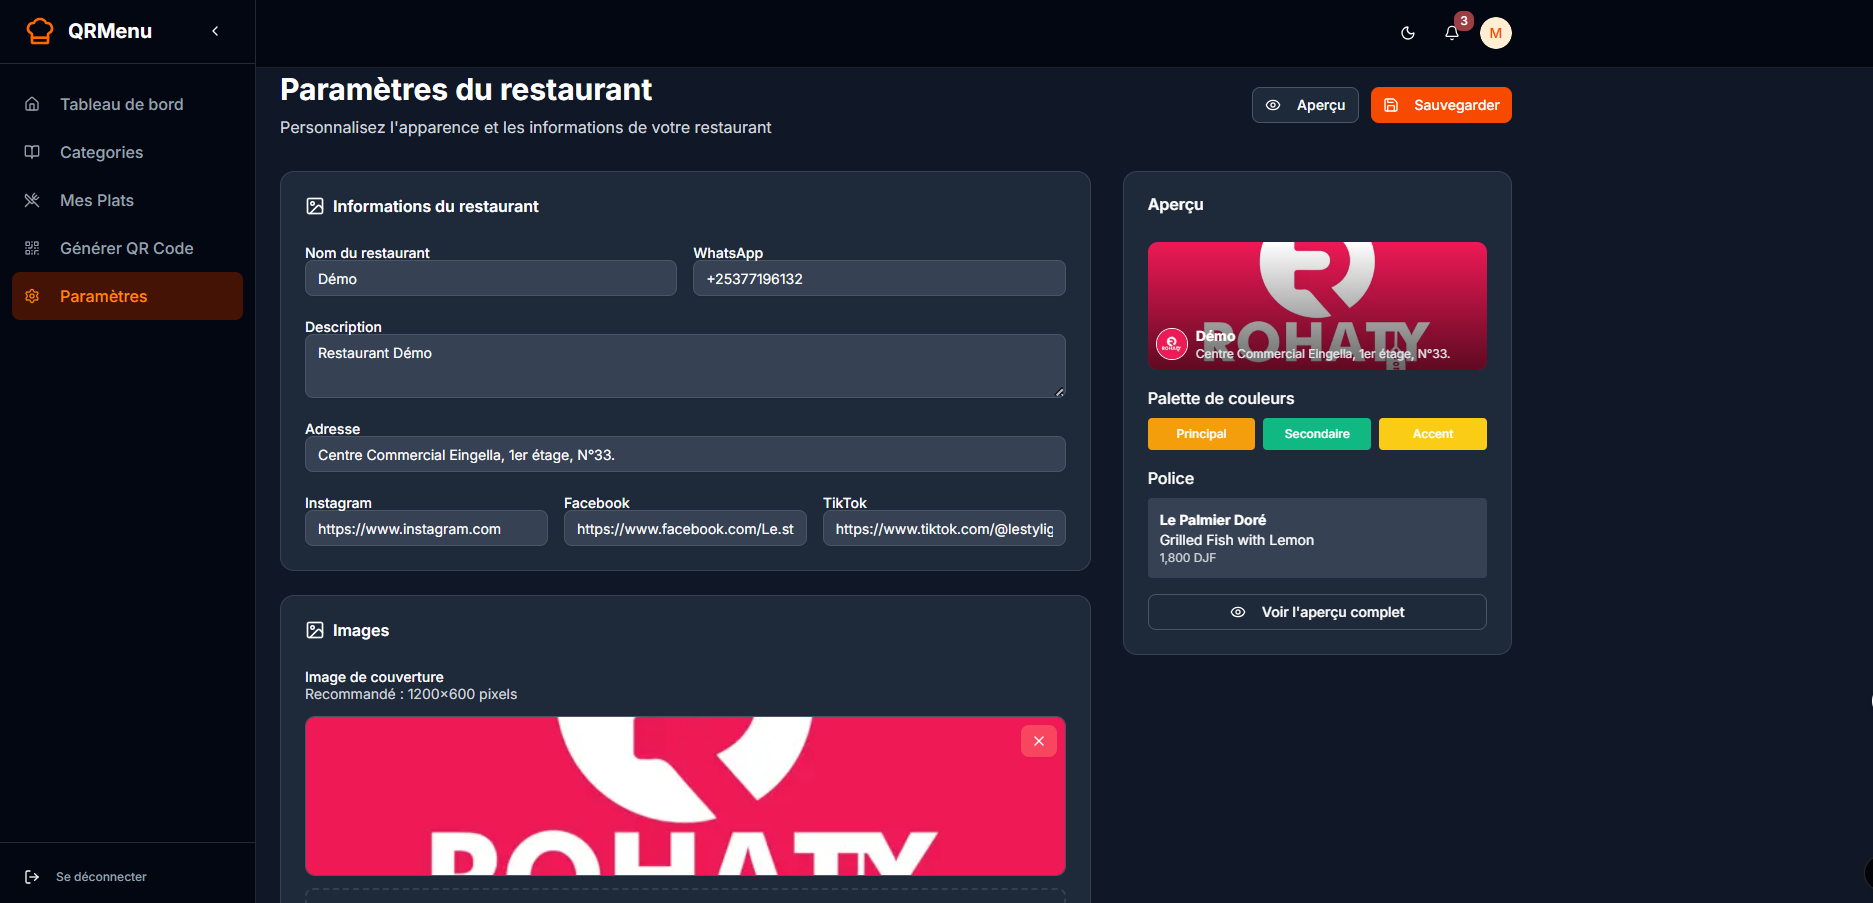 QRMenu
3
M
Tableau de bord
Categories
Mes Plats
Générer QR Code
Paramètres
Se déconnecter
Paramètres du restaurant
Personnalisez l'apparence et les informations de votre restaurant
Aperçu
Sauvegarder
Informations du restaurant
Nom du restaurant
Démo
WhatsApp
+25377196132
Description
Restaurant Démo
Adresse
Centre Commercial Eingella, 1er étage, N°33.
Instagram
https://www.instagram.com
Facebook
https://www.facebook.com/Le.st
TikTok
https://www.tiktok.com/@lestylig
Images
Image de couverture
Recommandé : 1200×600 pixels
ROHATY
Aperçu
ROHATY
Démo
Centre Commercial Eingella, 1er étage, N°33.
Palette de couleurs
Principal
Secondaire
Accent
Police
Le Palmier Doré
Grilled Fish with Lemon
1,800 DJF
Voir l'aperçu complet